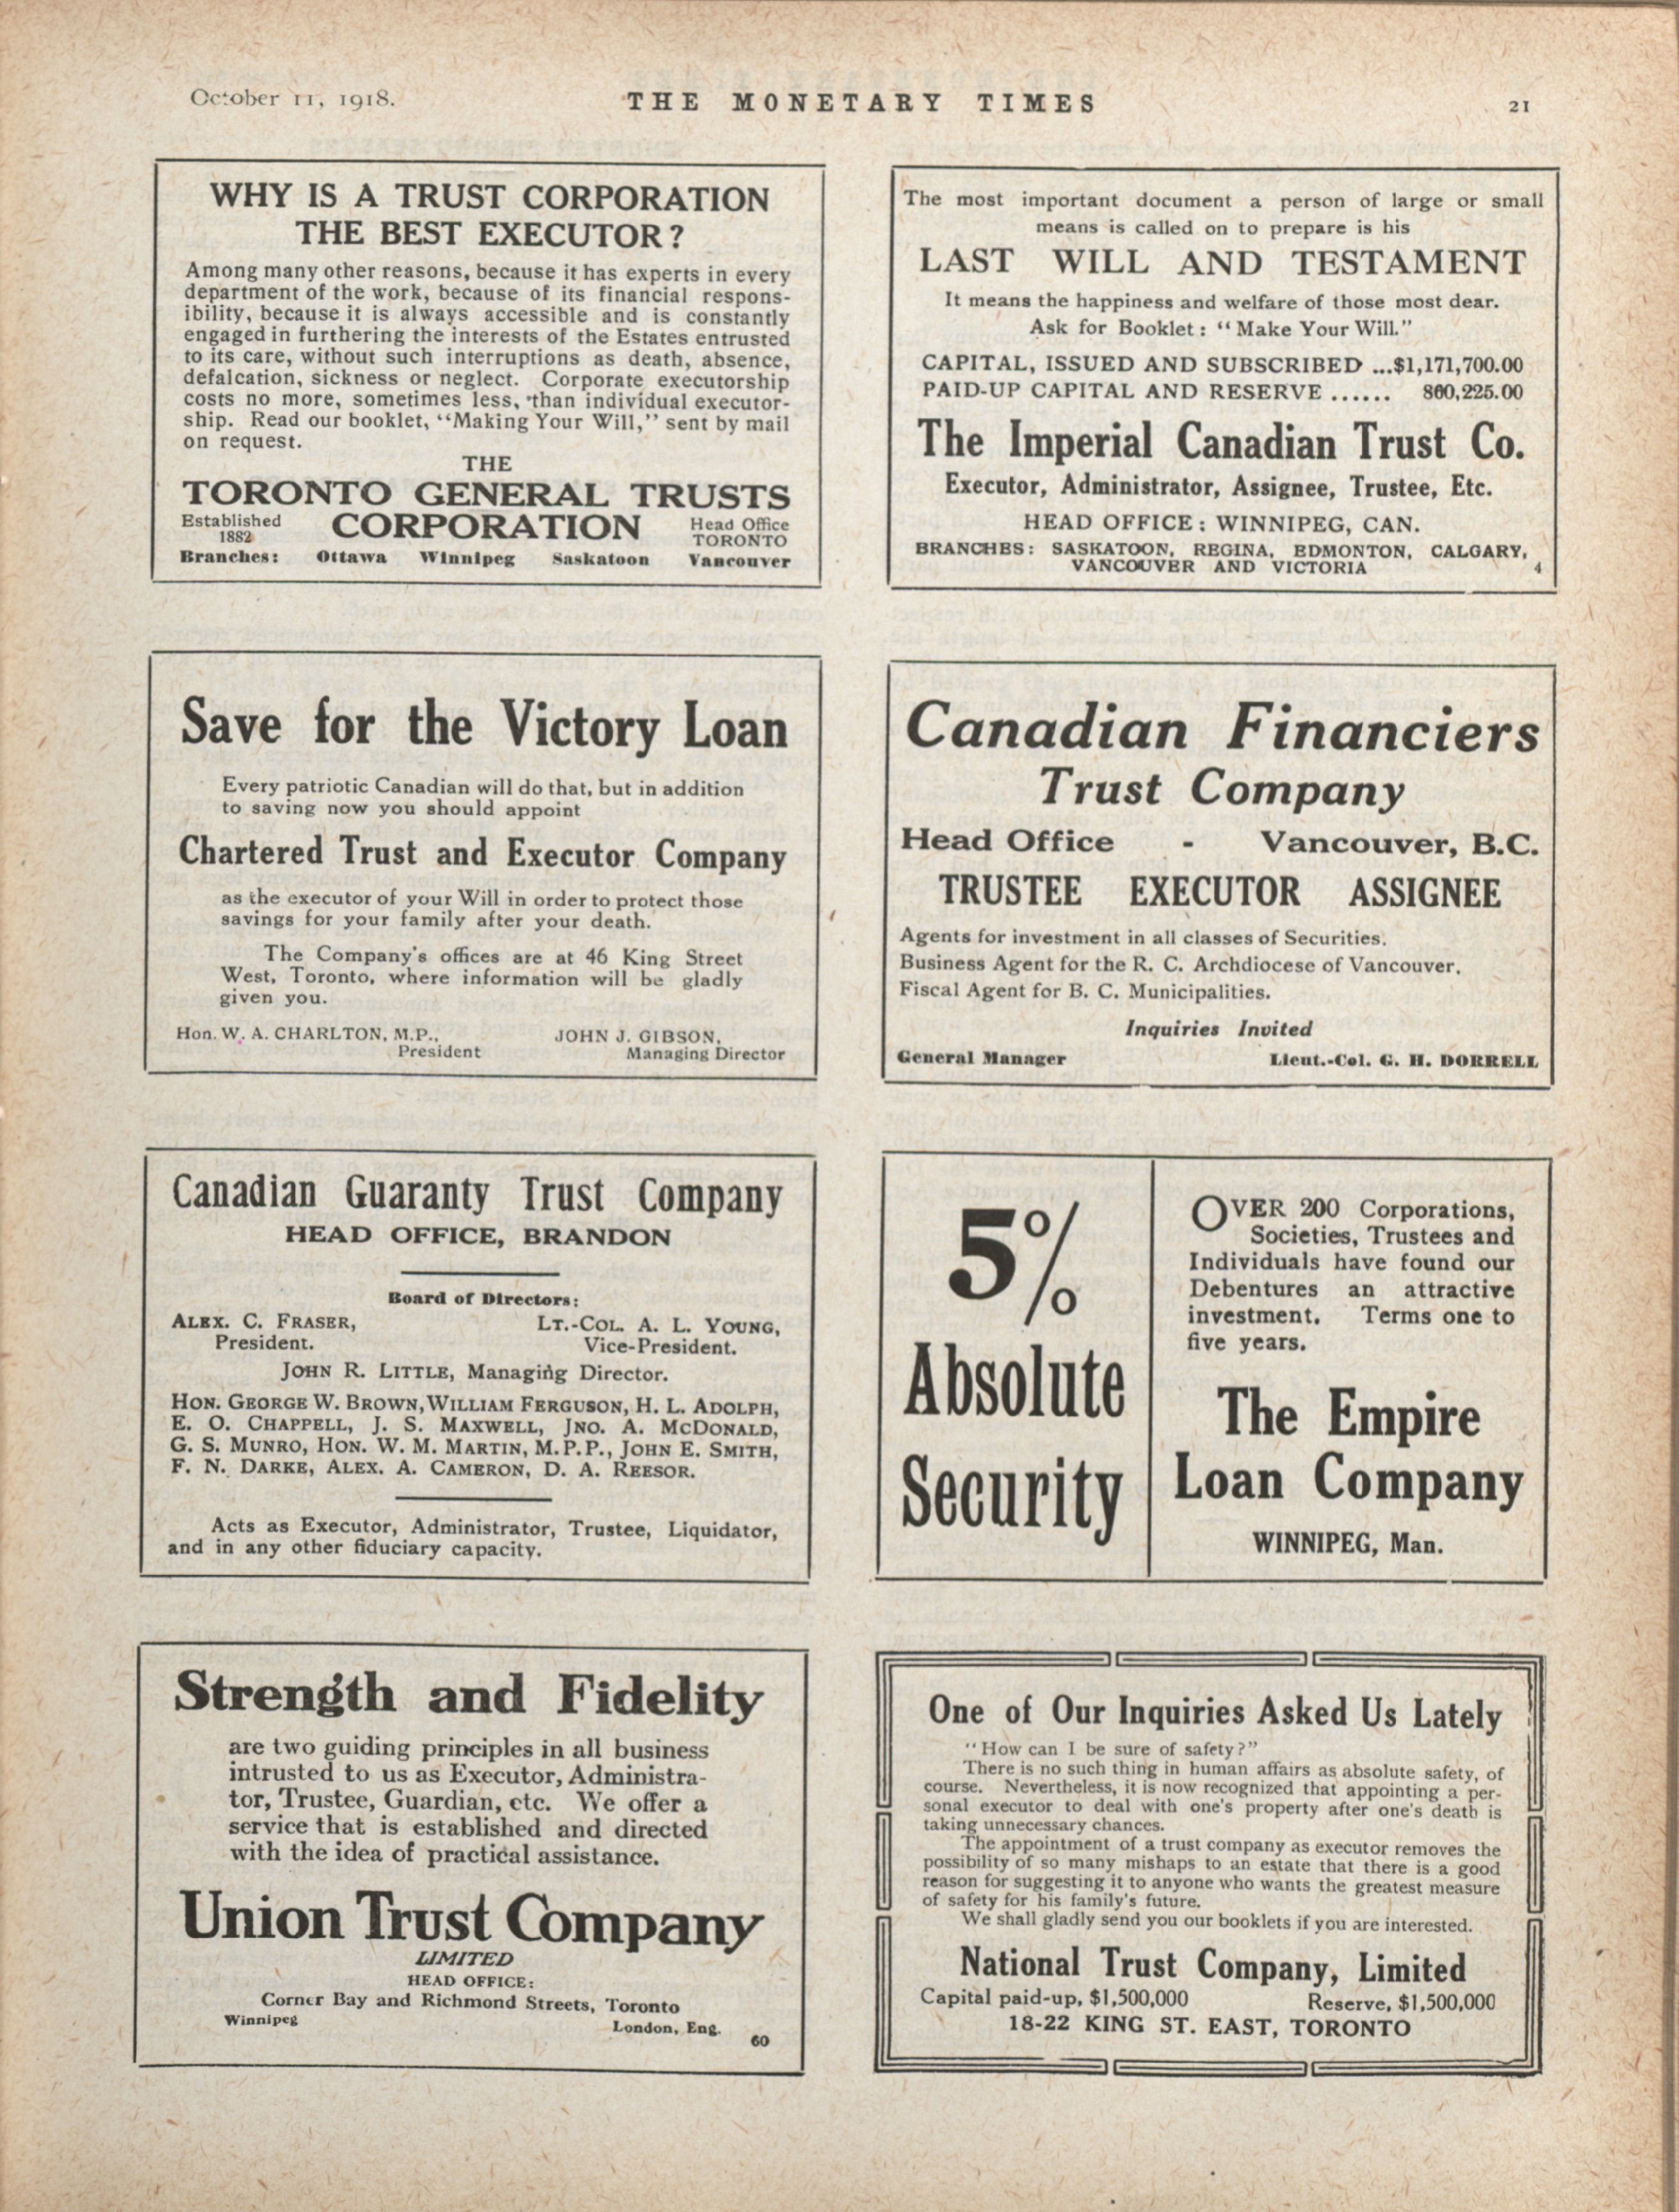 October 11, 1918.
THE MONETARY TIMES
21
WHY IS A TRUST CORPORATION
THE BEST EXECUTOR?
Among many other reasons, because it has experts in every
department of the work, because of its financial respons-
ibility, because it is always accessible and is constantly
engaged in furthering the interests of the Estates entrusted
to its care, without such interruptions as death, absence,
defalcation, sickness or neglect. Corporate executorship
costs no more, sometimes less, than individual executor-
ship. Read our booklet, "Making Your Will," sent by mail
on request.
THE
TORONTO GENERAL TRUSTS
Established 1882 CORPORATION Head Office TORONTO
Branches: Ottawa Winnipeg Saskatoon Vancouver
The most important document a person of large or small
means is called on to prepare is his
LAST WILL AND TESTAMENT
It means the happiness and welfare of those most dear.
Ask for Booklet: "Make Your Will."
CAPITAL, ISSUED AND SUBSCRIBED ...$1,171,700.00
PAID-UP CAPITAL AND RESERVE ...... 860,225.00
The Imperial Canadian Trust Co.
Executor, Administrator, Assignee, Trustee, Etc.
HEAD OFFICE: WINNIPEG, CAN.
BRANCHES: SASKATOON, REGINA, EDMONTON, CALGARY,
VANCOUVER AND VICTORIA 4
Save for the Victory Loan
Every patriotic Canadian will do that, but in addition
to saving now you should appoint
Chartered Trust and Executor Company
as the executor of your Will in order to protect those
savings for your family after your death.
The Company's offices are at 46 King Street
West, Toronto, where information will be gladly
given you.
Hon. W. A. CHARLTON, M.P., JOHN J. GIBSON,
President Managing Director
Canadian Financiers
Trust Company
Head Office - Vancouver, B.C.
TRUSTEE EXECUTOR ASSIGNEE
Agents for investment in all classes of Securities.
Business Agent for the R. C. Archdiocese of Vancouver.
Fiscal Agent for B. C. Municipalities.
Inquiries Invited
General Manager Lieut.-Col. G. H. DORRELL
Canadian Guaranty Trust Company
HEAD OFFICE, BRANDON
Board of Directors:
ALEX. C. FRASER, LT.-COL. A. L. YOUNG,
President. Vice-President.
JOHN R. LITTLE, Managing Director.
HON. GEORGE W. BROWN, WILLIAM FERGUSON, H. L. ADOLPH,
E. O. CHAPPELL, J. S. MAXWELL, JNO. A. MCDONALD,
G. S. MUNRO, HON. W. M. MARTIN, M.P.P., JOHN E. SMITH,
F. N. DARKE, ALEX. A. CAMERON, D. A. REESOR.
Acts as Executor, Administrator, Trustee, Liquidator,
and in any other fiduciary capacity.
5%
Absolute
Security
OVER 200 Corporations,
Societies, Trustees and
Individuals have found our
Debentures an attractive
investment. Terms one to
five years.
The Empire
Loan Company
WINNIPEG, Man.
Strength and Fidelity
are two guiding principles in all business
intrusted to us as Executor, Administra-
tor, Trustee, Guardian, etc. We offer a
service that is established and directed
with the idea of practical assistance.
Union Trust Company
LIMITED
HEAD OFFICE:
Corner Bay and Richmond Streets, Toronto
Winnipeg London, Eng.
60
One of Our Inquiries Asked Us Lately
"How can I be sure of safety?"
There is no such thing in human affairs as absolute safety, of
course. Nevertheless, it is now recognized that appointing a per-
sonal executor to deal with one's property after one's death is
taking unnecessary chances.
The appointment of a trust company as executor removes the
possibility of so many mishaps to an estate that there is a good
reason for suggesting it to anyone who wants the greatest measure
of safety for his family's future.
We shall gladly send you our booklets if you are interested.
National Trust Company, Limited
Capital paid-up, $1,500,000 Reserve, $1,500,000
18-22 KING ST. EAST, TORONTO